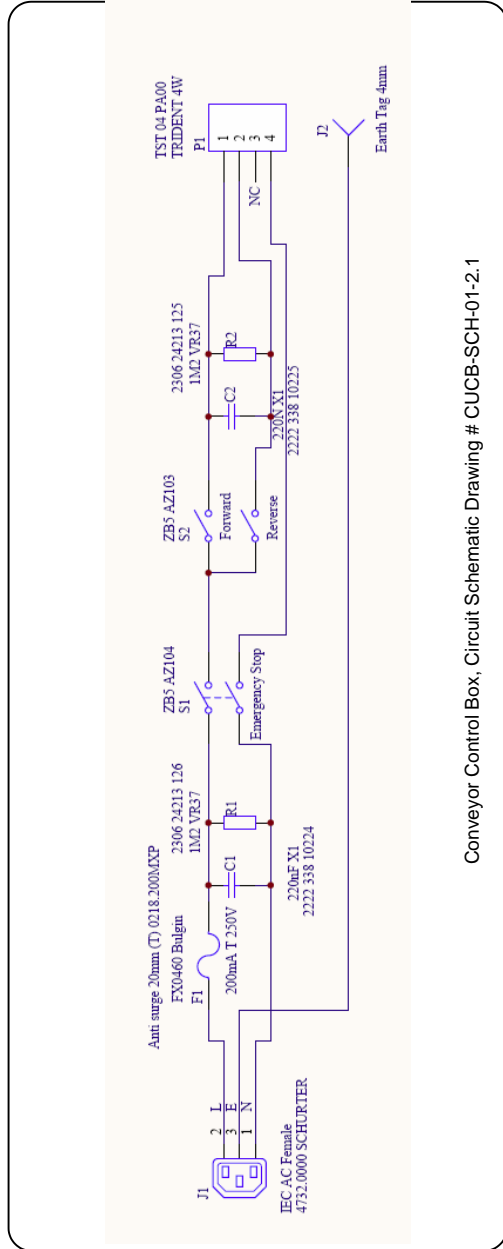 J1
2 L
3 E
1 N
IEC AC Female
4732.0000 SCHURTER
Anti surge 20mm (T) 0218.200MXP
FX0460 Bulgin
F1
200mA T 250V
C1
R1
2306 24213 126
1M2 VR37
220nF X1
2222 338 10224
ZB5 AZ104
S1
Emergency Stop
ZB5 AZ103
S2
Forward
Reverse
2306 24213 125
1M2 VR37
C2
R2
220N X1
2222 338 10225
TST 04 PA00
TRIDENT 4W
P1
1
2
3
4
NC
J2
Earth Tag 4mm
Conveyor Control Box, Circuit Schematic Drawing # CUCB-SCH-01-2.1